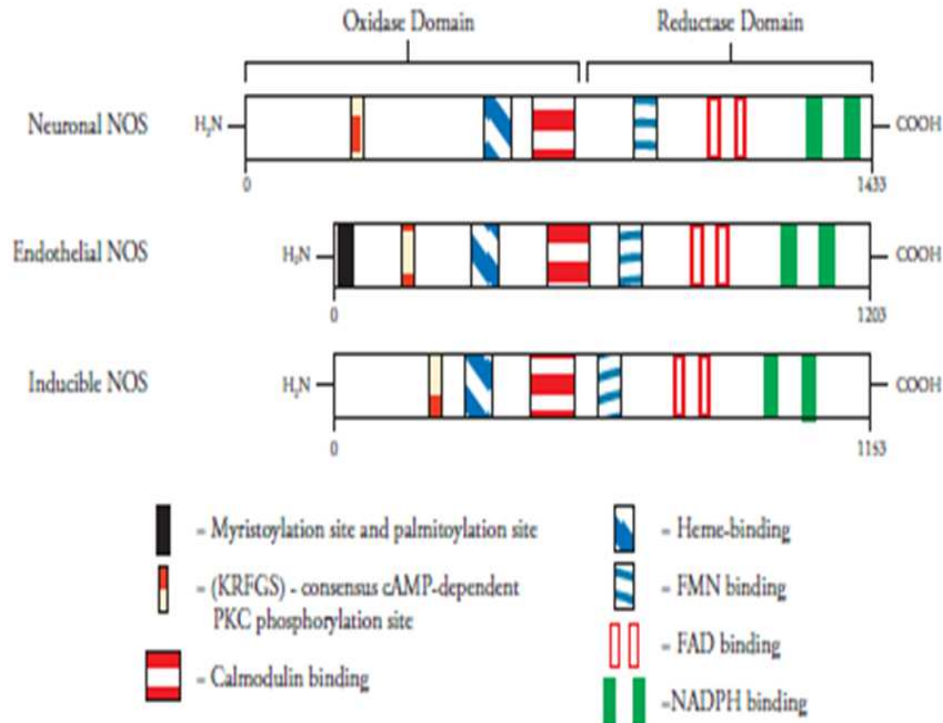 Oxidase Domain
Reductase Domain
Neuronal NOS
H₂N
COOH
0
1433
Endothelial NOS
H₂N
COOH
0
1203
Inducible NOS
H₂N
COOH
0
1153
= Myristoylation site and palmitoylation site
= (KRFGS) - consensus cAMP-dependent
PKC phosphorylation site
= Calmodulin binding
= Heme-binding
= FMN binding
= FAD binding
=NADPH binding